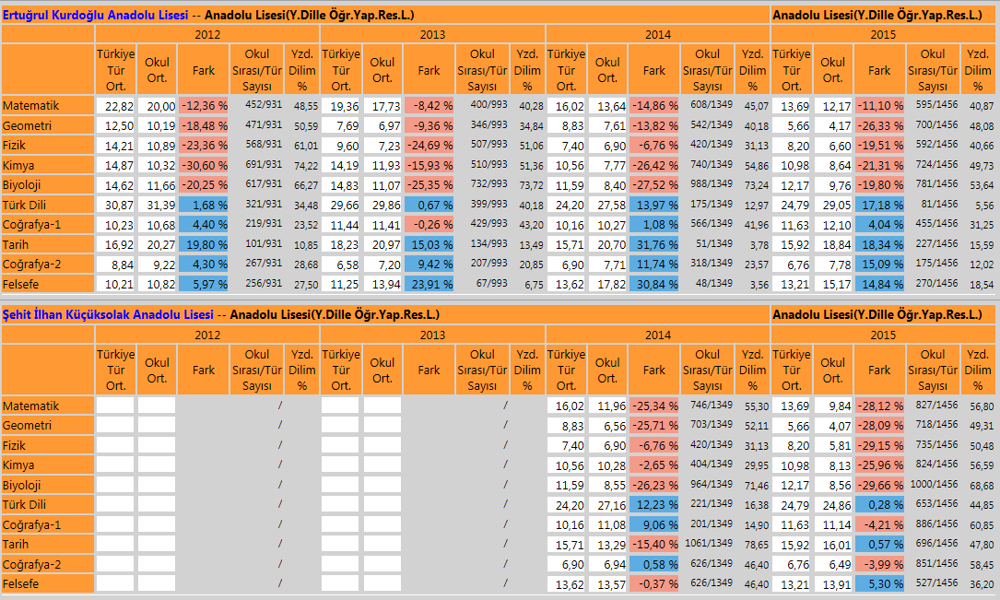 Ertuğrul Kurdoğlu Anadolu Lisesi -- Anadolu Lisesi(Y.Dille Öğr.Yap.Res.L.) Anadolu Lisesi(Y.Dille Öğr.Yap.Res.L.)
2012 2013 2014 2015
Türkiye Tür Ort. Okul Ort. Fark Okul Sırası/Tür Sayısı Yzd. Dilim % Türkiye Tür Ort. Okul Ort. Fark Okul Sırası/Tür Sayısı Yzd. Dilim % Türkiye Tür Ort. Okul Ort. Fark Okul Sırası/Tür Sayısı Yzd. Dilim % Türkiye Tür Ort. Okul Ort. Fark Okul Sırası/Tür Sayısı Yzd. Dilim %
Matematik 22,82 20,00 -12,36 % 452/931 48,55 19,36 17,73 -8,42 % 400/993 40,28 16,02 13,64 -14,86 % 608/1349 45,07 13,69 12,17 -11,10 % 595/1456 40,87
Geometri 12,50 10,19 -18,48 % 471/931 50,59 7,69 6,97 -9,36 % 346/993 34,84 8,83 7,61 -13,82 % 542/1349 40,18 5,66 4,17 -26,33 % 700/1456 48,08
Fizik 14,21 10,89 -23,36 % 568/931 61,01 9,60 7,23 -24,69 % 507/993 51,06 7,40 6,90 -6,76 % 420/1349 31,13 8,20 6,60 -19,51 % 592/1456 40,66
Kimya 14,87 10,32 -30,60 % 691/931 74,22 14,19 11,93 -15,93 % 510/993 51,36 10,56 7,77 -26,42 % 740/1349 54,86 10,98 8,64 -21,31 % 724/1456 49,73
Biyoloji 14,62 11,66 -20,25 % 617/931 66,27 14,83 11,07 -25,35 % 732/993 73,72 11,59 8,40 -27,52 % 988/1349 73,24 12,17 9,76 -19,80 % 781/1456 53,64
Türk Dili 30,87 31,39 1,68 % 321/931 34,48 29,66 29,86 0,67 % 399/993 40,18 24,20 27,58 13,97 % 175/1349 12,97 24,79 29,05 17,18 % 81/1456 5,56
Coğrafya-1 10,23 10,68 4,40 % 219/931 23,52 11,44 11,41 -0,26 % 429/993 43,20 10,16 10,27 1,08 % 566/1349 41,96 11,63 12,10 4,04 % 455/1456 31,25
Tarih 16,92 20,27 19,80 % 101/931 10,85 18,23 20,97 15,03 % 134/993 13,49 15,71 20,70 31,76 % 51/1349 3,78 15,92 18,84 18,34 % 227/1456 15,59
Coğrafya-2 8,84 9,22 4,30 % 267/931 28,68 6,58 7,20 9,42 % 207/993 20,85 6,90 7,71 11,74 % 318/1349 23,57 6,76 7,78 15,09 % 175/1456 12,02
Felsefe 10,21 10,82 5,97 % 256/931 27,50 11,25 13,94 23,91 % 67/993 6,75 13,62 17,82 30,84 % 48/1349 3,56 13,21 15,17 14,84 % 270/1456 18,54
Şehit İlhan Küçüksolak Anadolu Lisesi -- Anadolu Lisesi(Y.Dille Öğr.Yap.Res.L.) Anadolu Lisesi(Y.Dille Öğr.Yap.Res.L.)
2012 2013 2014 2015
Türkiye Tür Ort. Okul Ort. Fark Okul Sırası/Tür Sayısı Yzd. Dilim % Türkiye Tür Ort. Okul Ort. Fark Okul Sırası/Tür Sayısı Yzd. Dilim % Türkiye Tür Ort. Okul Ort. Fark Okul Sırası/Tür Sayısı Yzd. Dilim % Türkiye Tür Ort. Okul Ort. Fark Okul Sırası/Tür Sayısı Yzd. Dilim %
Matematik / / 16,02 11,96 -25,34 % 746/1349 55,30 13,69 9,84 -28,12 % 827/1456 56,80
Geometri / / 8,83 6,56 -25,71 % 703/1349 52,11 5,66 4,07 -28,09 % 718/1456 49,31
Fizik / / 7,40 6,90 -6,76 % 420/1349 31,13 8,20 5,81 -29,15 % 735/1456 50,48
Kimya / / 10,56 10,28 -2,65 % 404/1349 29,95 10,98 8,13 -25,96 % 824/1456 56,59
Biyoloji / / 11,59 8,55 -26,23 % 964/1349 71,46 12,17 8,56 -29,66 % 1000/1456 68,68
Türk Dili / / 24,20 27,16 12,23 % 221/1349 16,38 24,79 24,86 0,28 % 653/1456 44,85
Coğrafya-1 / / 10,16 11,08 9,06 % 201/1349 14,90 11,63 11,14 -4,21 % 886/1456 60,85
Tarih / / 15,71 13,29 -15,40 % 1061/1349 78,65 15,92 16,01 0,57 % 696/1456 47,80
Coğrafya-2 / / 6,90 6,94 0,58 % 626/1349 46,40 6,76 6,49 -3,99 % 851/1456 58,45
Felsefe / / 13,62 13,57 -0,37 % 626/1349 46,40 13,21 13,91 5,30 % 527/1456 36,20